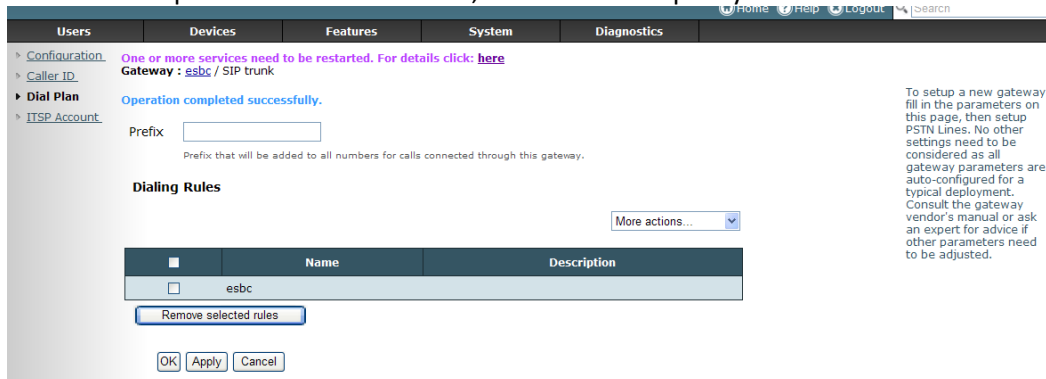 Home Help Logout Search
Users Devices Features System Diagnostics
Configuration
Caller ID
Dial Plan
ITSP Account
One or more services need to be restarted. For details click: here
Gateway : esbc / SIP trunk
Operation completed successfully.
Prefix
Prefix that will be added to all numbers for calls connected through this gateway.
Dialing Rules
More actions...
Name Description
esbc
Remove selected rules
OK Apply Cancel
To setup a new gateway
fill in the parameters on
this page, then setup
PSTN Lines. No other
settings need to be
considered as all
gateway parameters are
auto-configured for a
typical deployment.
Consult the gateway
vendor's manual or ask
an expert for advice if
other parameters need
to be adjusted.